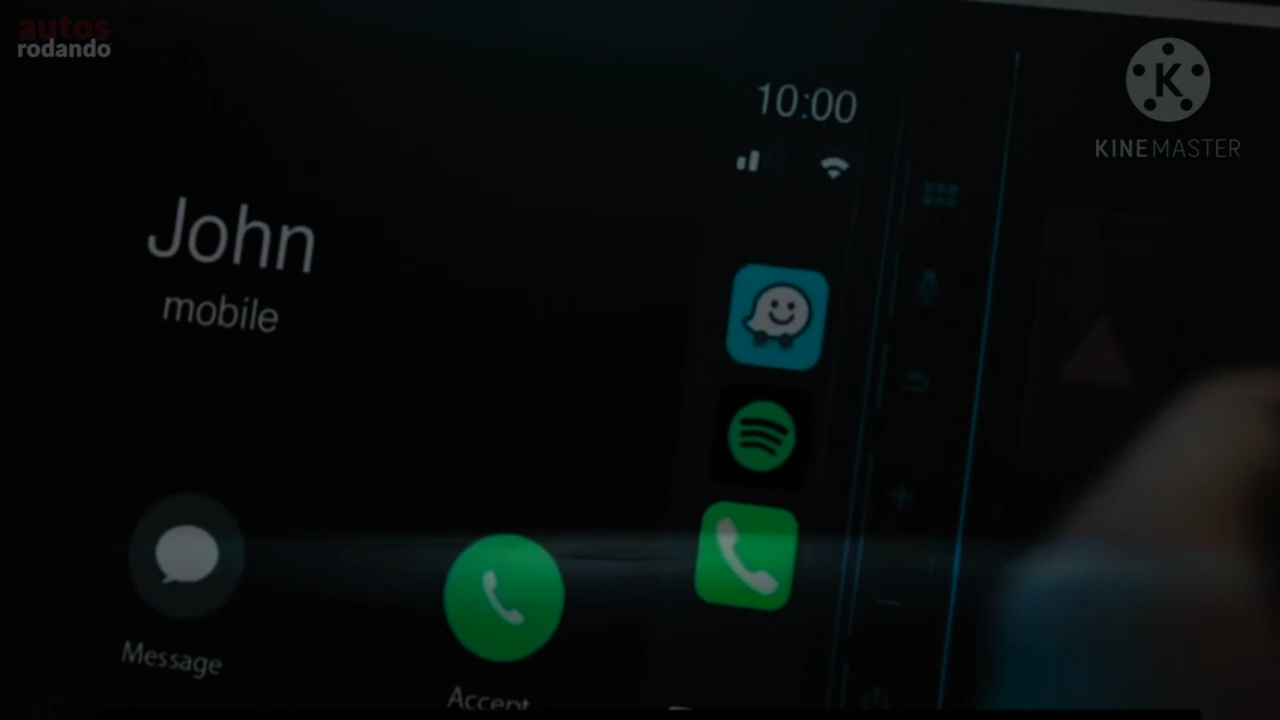 autos
rodando
10:00
K
KINEMASTER
John
mobile
Message
Accept